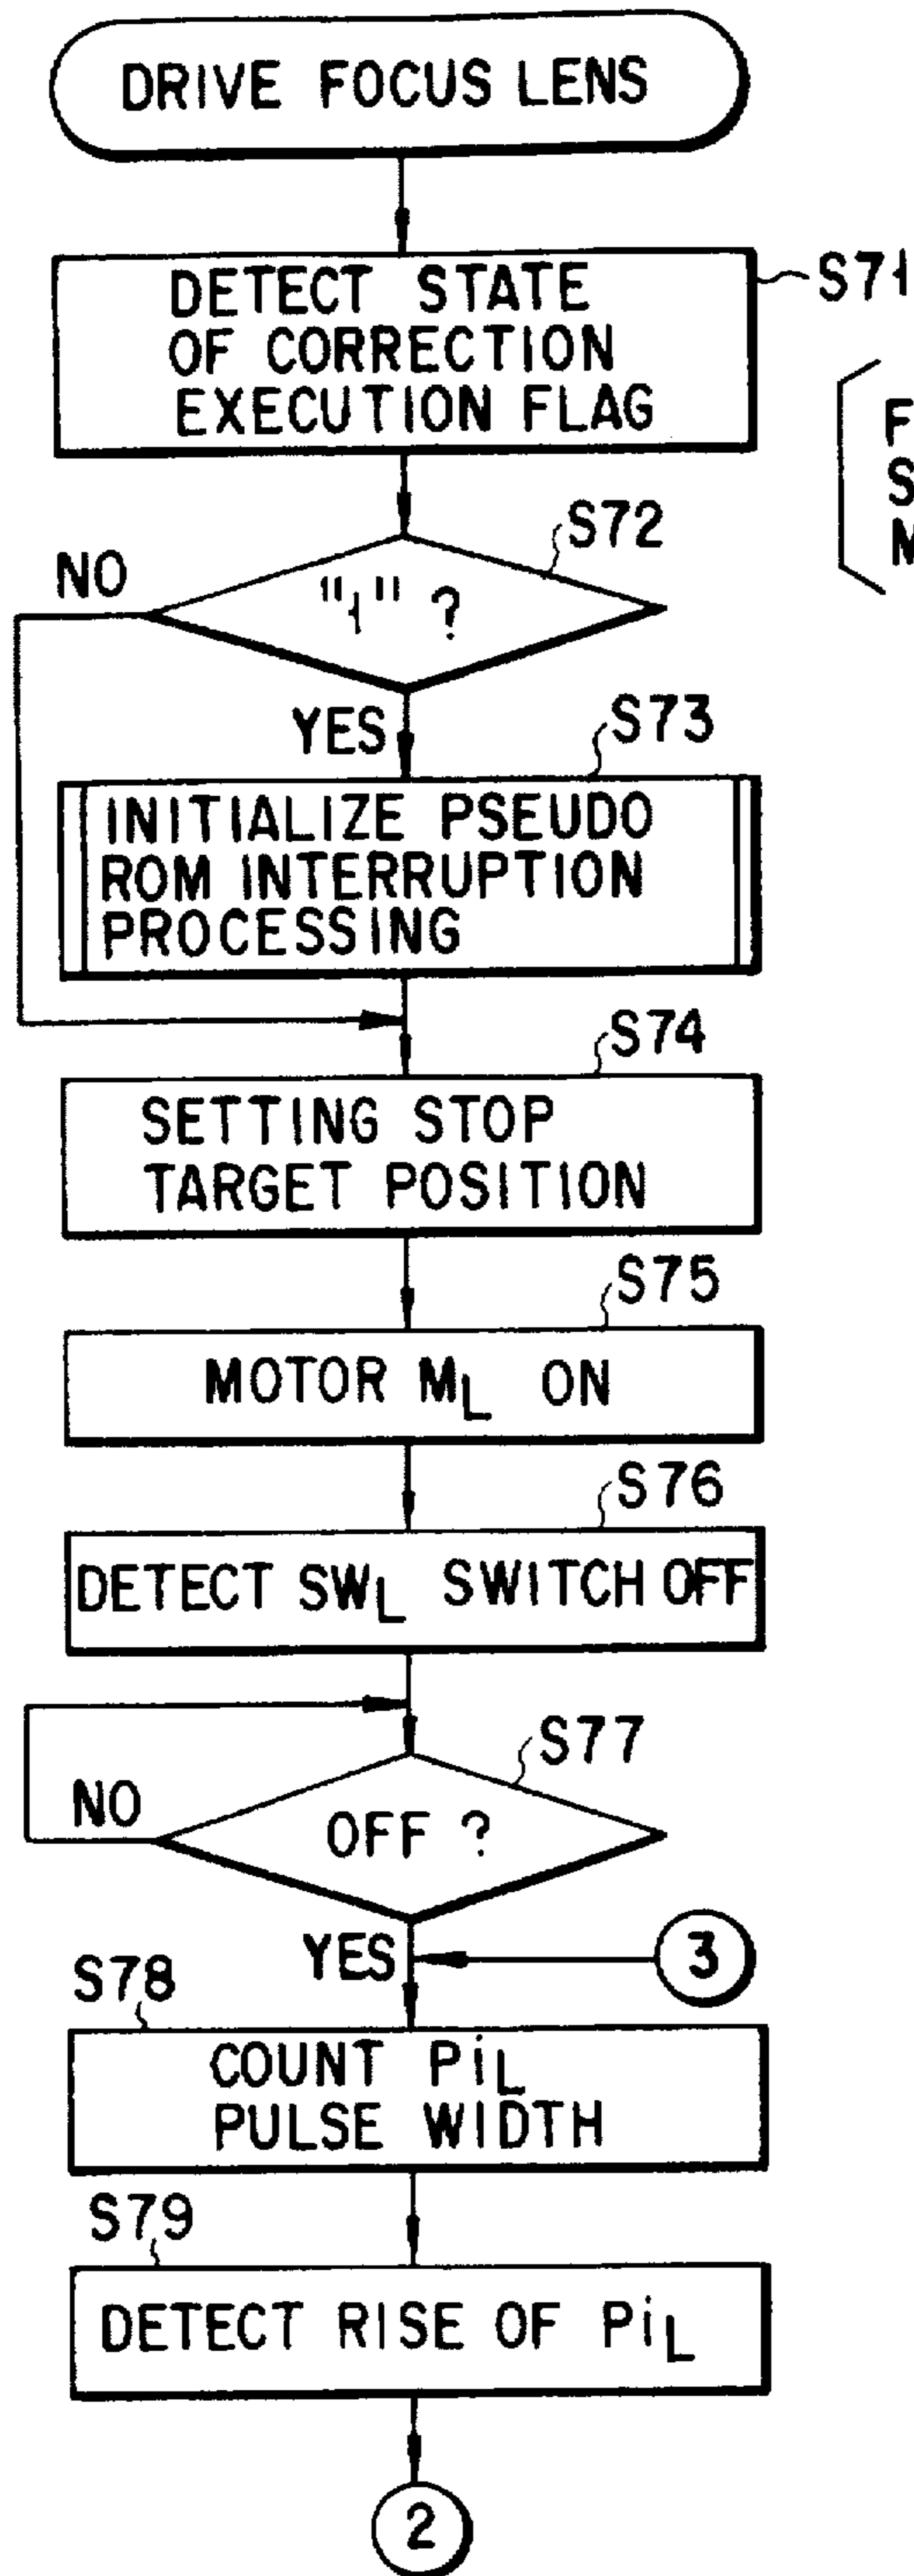 DRIVE FOCUS LENS
DETECT STATE
OF CORRECTION
EXECUTION FLAG
S71
F
S
M
S72
NO
"1" ?
YES
S73
INITIALIZE PSEUDO
ROM INTERRUPTION
PROCESSING
S74
SETTING STOP
TARGET POSITION
S75
MOTOR ML ON
S76
DETECT SWL SWITCH OFF
S77
NO
OFF ?
YES
3
S78
COUNT PiL
PULSE WIDTH
S79
DETECT RISE OF PiL
2